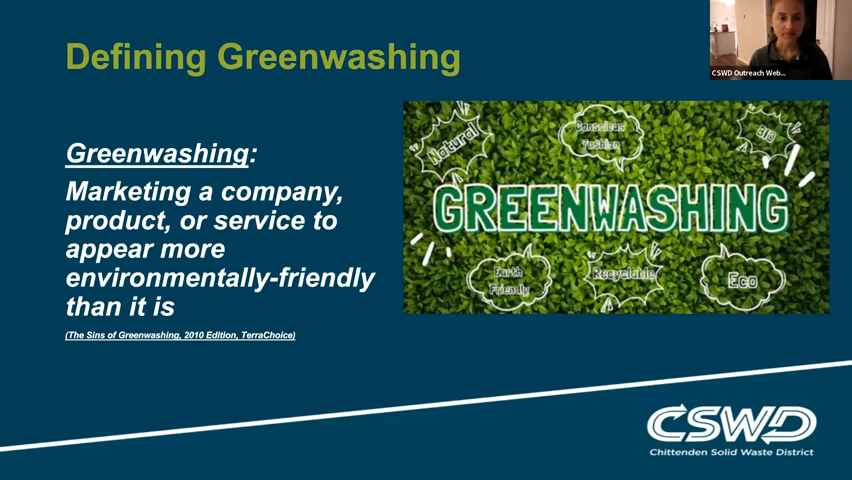 Defining Greenwashing
CSWD Outreach Web...
Greenwashing:
Marketing a company,
product, or service to
appear more
environmentally-friendly
than it is
(The Sins of Greenwashing, 2010 Edition, TerraChoice)
Natural
Conscious
fashion
Bio
GREENWASHING
Earth
Friendly
Recyclable
Eco
CSWD
Chittenden Solid Waste District